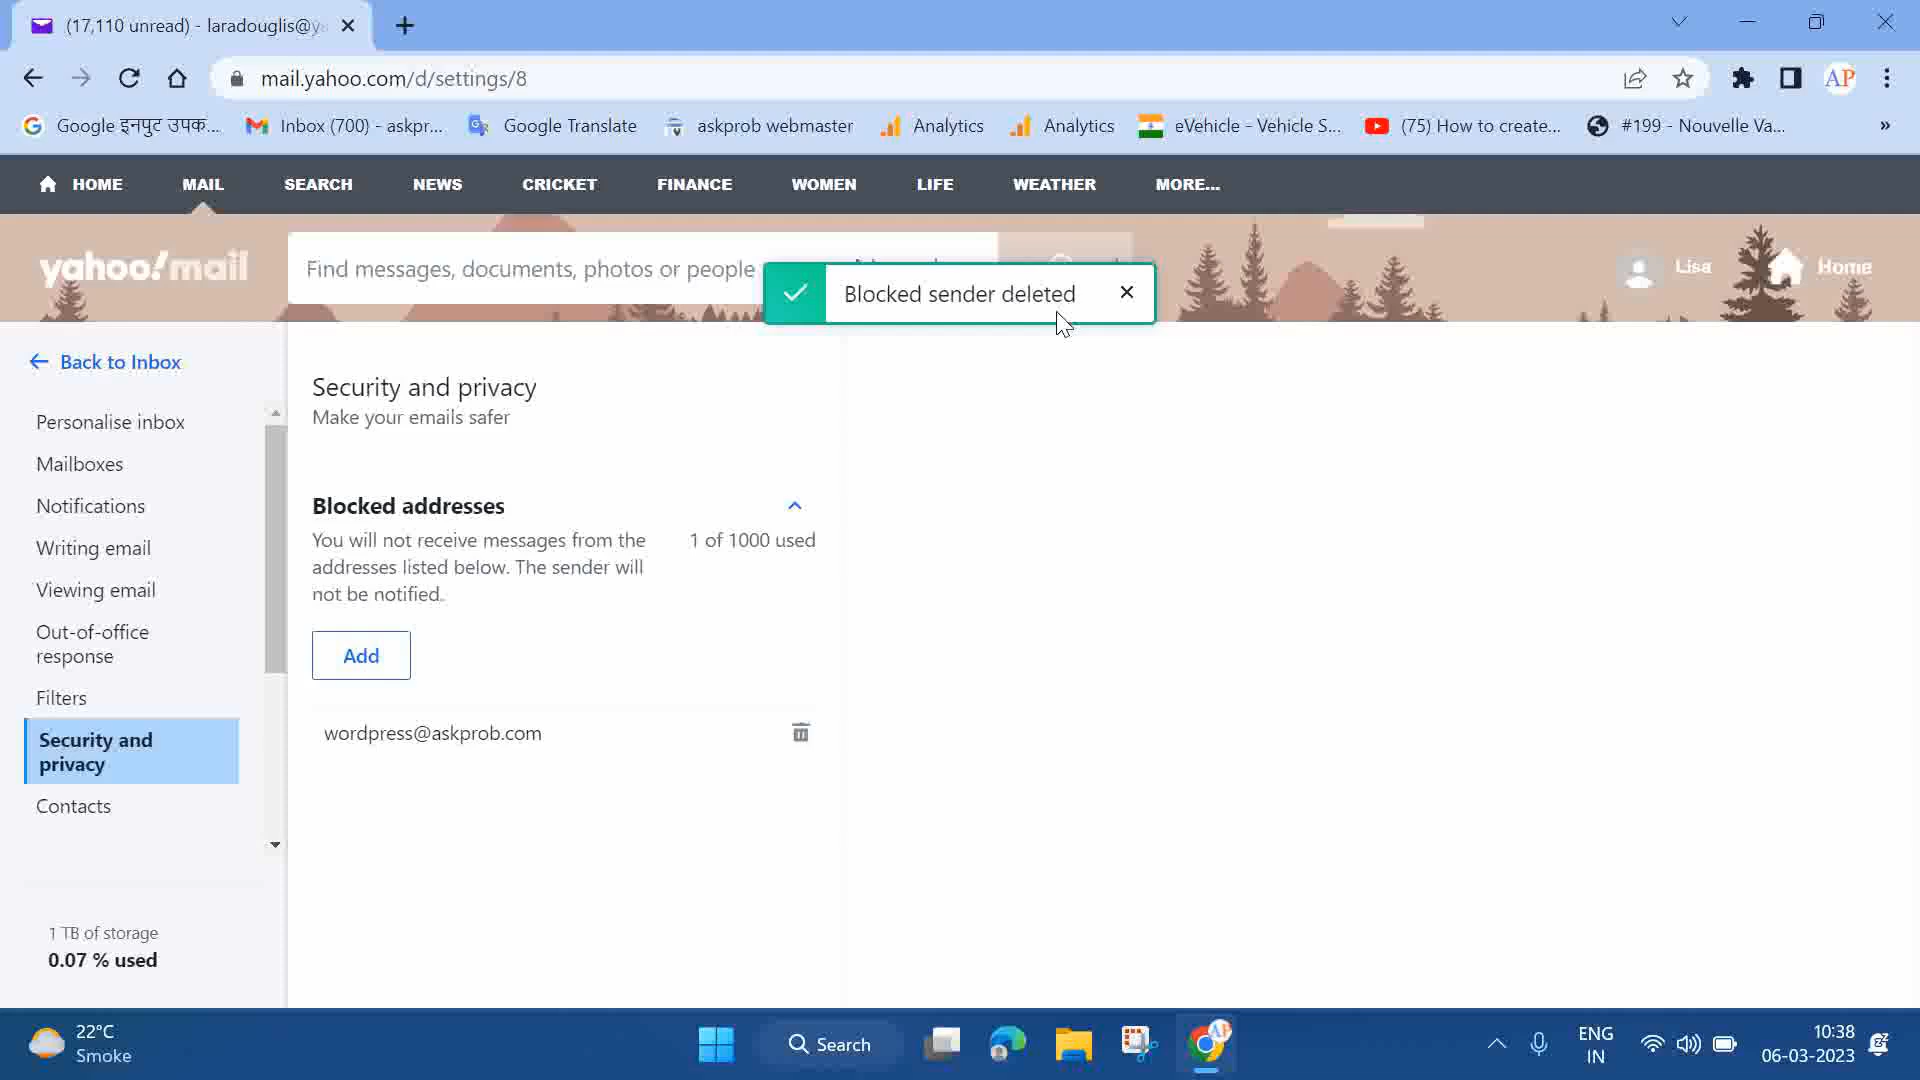 (17,110 unread) - laradouglis@y
mail.yahoo.com/d/settings/8
AP
Google इनपुट उपक...
Inbox (700) - askpr...
Google Translate
askprob webmaster
Analytics
Analytics
eVehicle - Vehicle S...
(75) How to create...
#199 - Nouvelle Va...
»
HOME
MAIL
SEARCH
NEWS
CRICKET
FINANCE
WOMEN
LIFE
WEATHER
MORE...
yahoo!mail
Find messages, documents, photos or people
Blocked sender deleted
Lisa
Home
Back to Inbox
Personalise inbox
Mailboxes
Notifications
Writing email
Viewing email
Out-of-office
response
Filters
Security and
privacy
Contacts
1 TB of storage
0.07 % used
Security and privacy
Make your emails safer
Blocked addresses
You will not receive messages from the
addresses listed below. The sender will
not be notified.
1 of 1000 used
Add
wordpress@askprob.com
22°C
Smoke
Search
AP
ENG
IN
10:38
06-03-2023